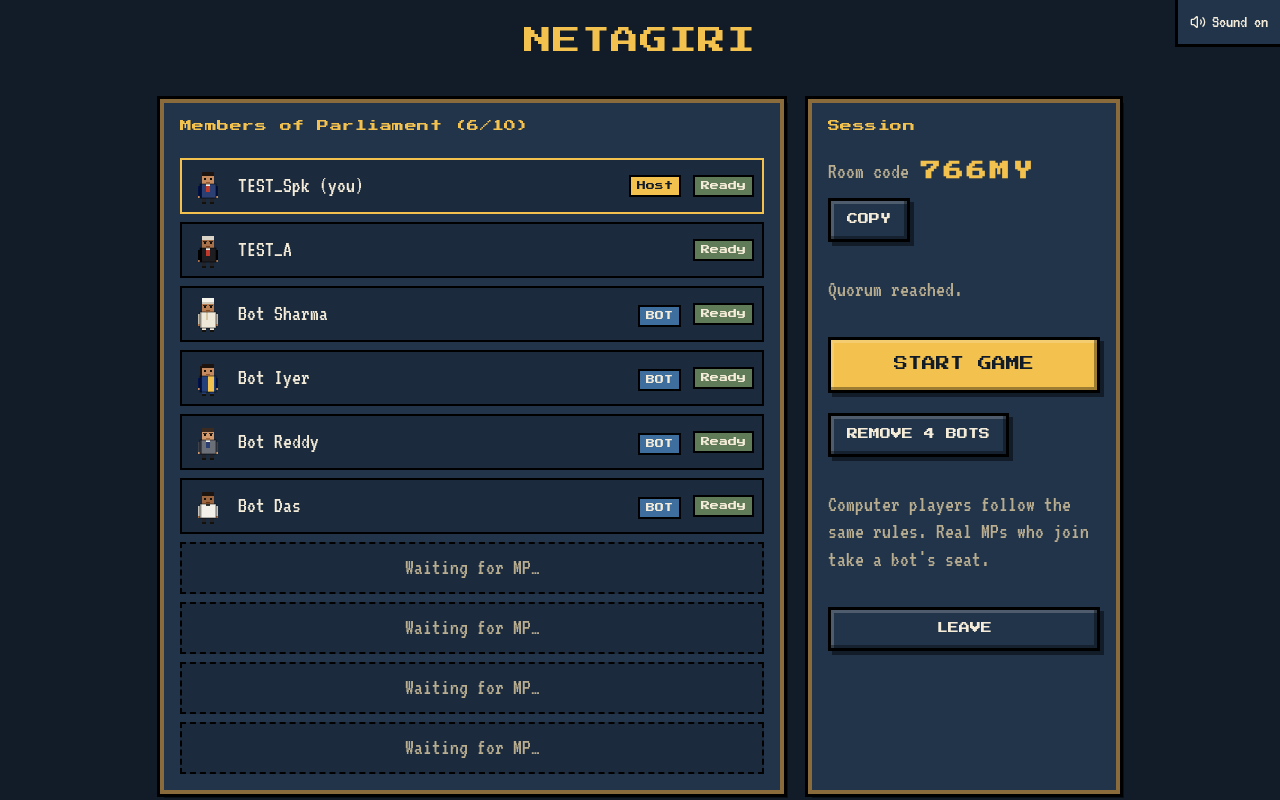 NETAGIRI
Sound on
Members of Parliament (6/10)
TEST_Spk (you) Host Ready
TEST_A Ready
Bot Sharma BOT Ready
Bot Iyer BOT Ready
Bot Reddy BOT Ready
Bot Das BOT Ready
Waiting for MP…
Waiting for MP…
Waiting for MP…
Waiting for MP…
Session
Room code 766MY
COPY
Quorum reached.
START GAME
REMOVE 4 BOTS
Computer players follow the
same rules. Real MPs who join
take a bot's seat.
LEAVE